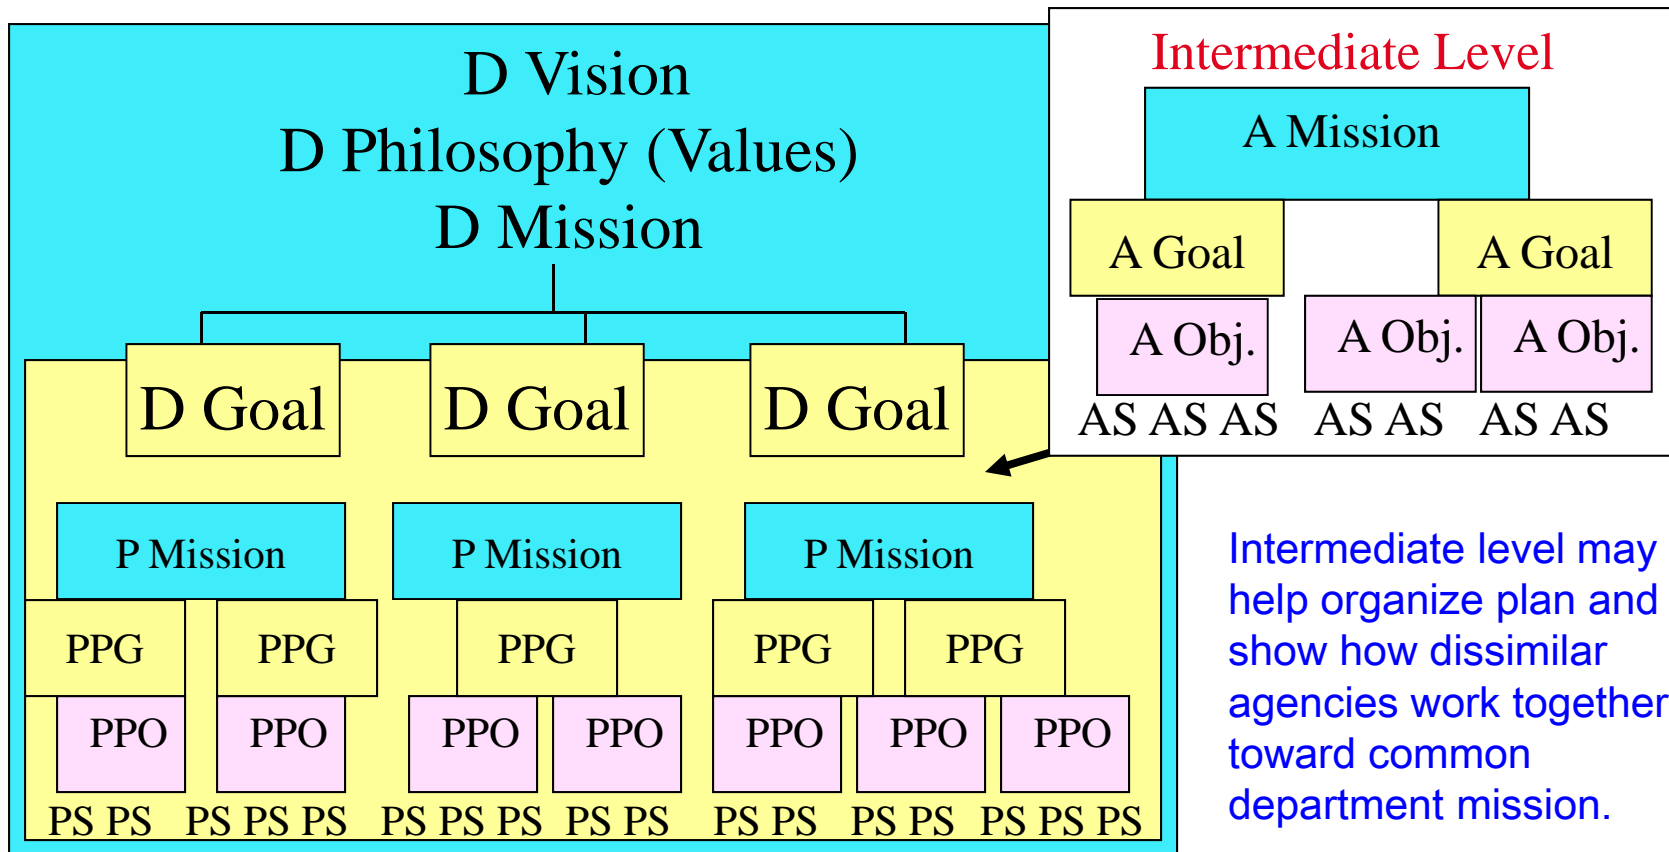 D Vision
D Philosophy (Values)
D Mission
D Goal D Goal D Goal
P Mission P Mission P Mission
PPG PPG PPG PPG PPG
PPO PPO PPO PPO PPO PPO PPO
PS PS PS PS PS PS PS PS PS PS PS PS PS PS PS PS PS
Intermediate Level
A Mission
A Goal A Goal
A Obj. A Obj. A Obj.
AS AS AS AS AS AS AS
Intermediate level may
help organize plan and
show how dissimilar
agencies work together
toward common
department mission.